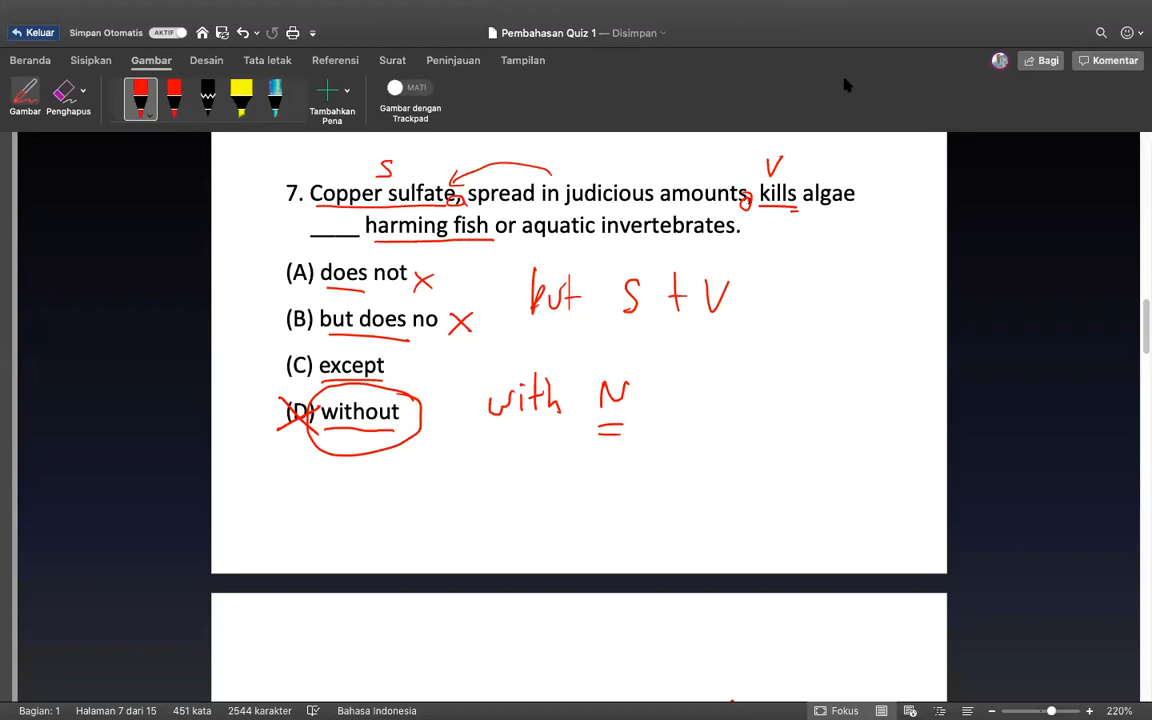 Keluar Simpan Otomatis AKTIF Pembahasan Quiz 1 — Disimpan
Beranda Sisipkan Gambar Desain Tata letak Referensi Surat Peninjauan Tampilan Bagi Komentar
Gambar Penghapus Tambahkan Pena MATI Gambar dengan Trackpad
S V
7. Copper sulfate, spread in judicious amounts, kills algae
____ harming fish or aquatic invertebrates.
(A) does not
but S + V
(B) but does no
(C) except
with N
(D) without
Bagian: 1 Halaman 7 dari 15 451 kata 2544 karakter Bahasa Indonesia Fokus 220%